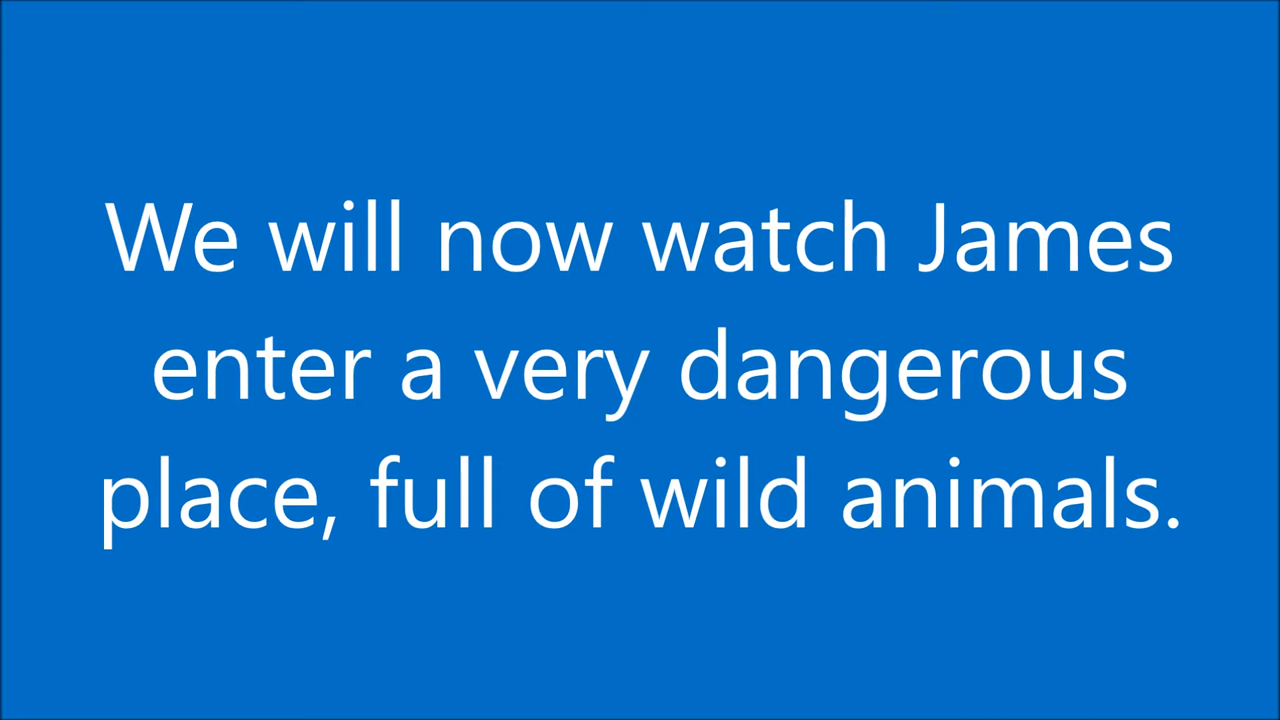 We will now watch James
enter a very dangerous
place, full of wild animals.